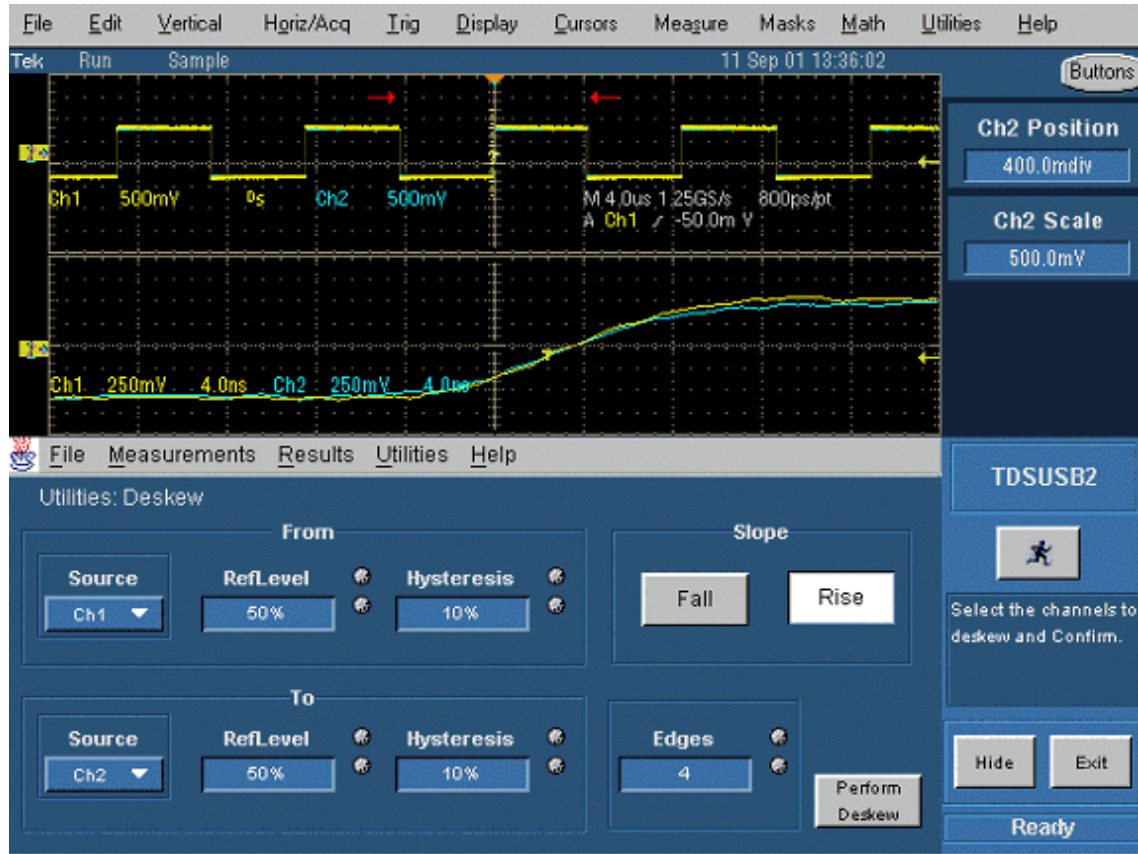 File Edit Vertical Horiz/Acq Trig Display Cursors Measure Masks Math Utilities Help
Tek Run Sample 11 Sep 01 13:36:02
Buttons
Ch2 Position
400.0mdiv
Ch2 Scale
500.0mV
Ch1 500mV 0s Ch2 500mV M 4.0us 1.25GS/s 800ps/pt
A Ch1 -50.0m V
Ch1 250mV 4.0ns Ch2 250mV 4.0ns
File Measurements Results Utilities Help
TDSUSB2
Utilities: Deskew
From
Source RefLevel Hysteresis
Ch1 50% 10%
Slope
Fall Rise
Select the channels to
deskew and Confirm.
To
Source RefLevel Hysteresis
Ch2 50% 10%
Edges
4
Perform
Deskew
Hide Exit
Ready